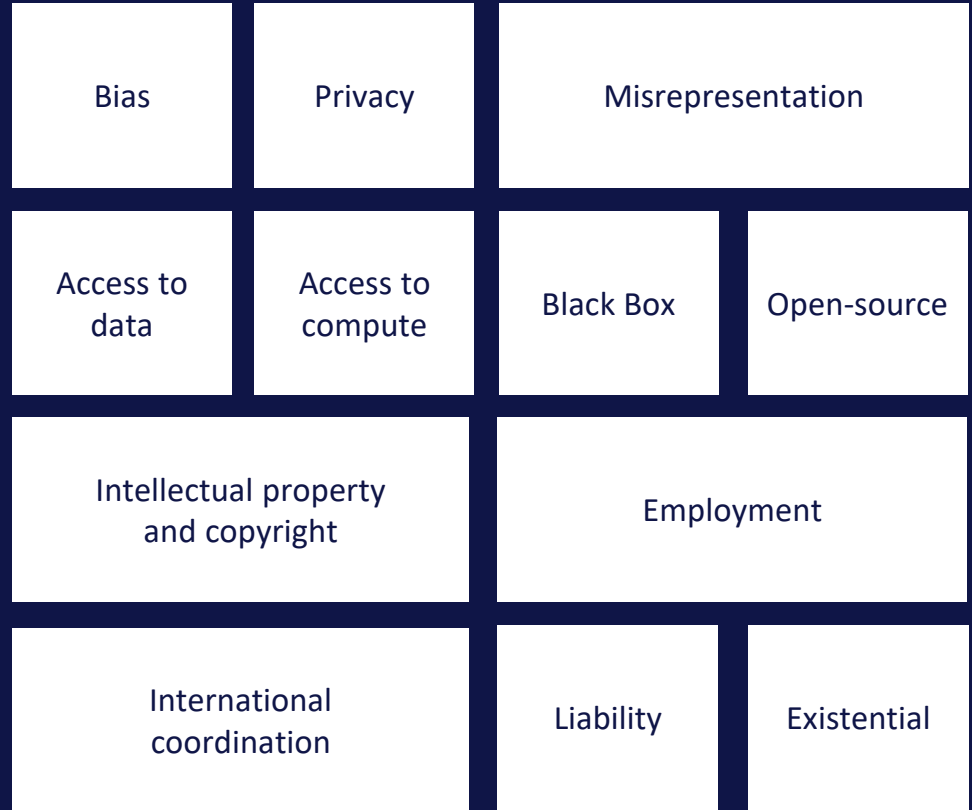 Bias
Privacy
Misrepresentation
Access to
data
Access to
compute
Black Box
Open-source
Intellectual property
and copyright
Employment
International
coordination
Liability
Existential